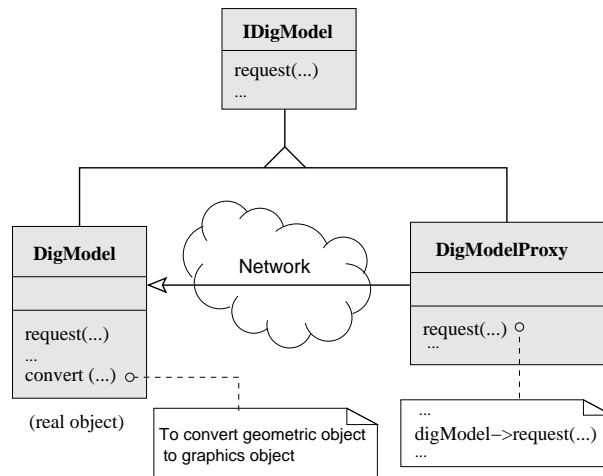 IDigModel
request(...)
...
DigModel
request(...)
...
convert (...)
(real object)
Network
DigModelProxy
request(...)
...
To convert geometric object
to graphics object
...
digModel−>request(...)
...